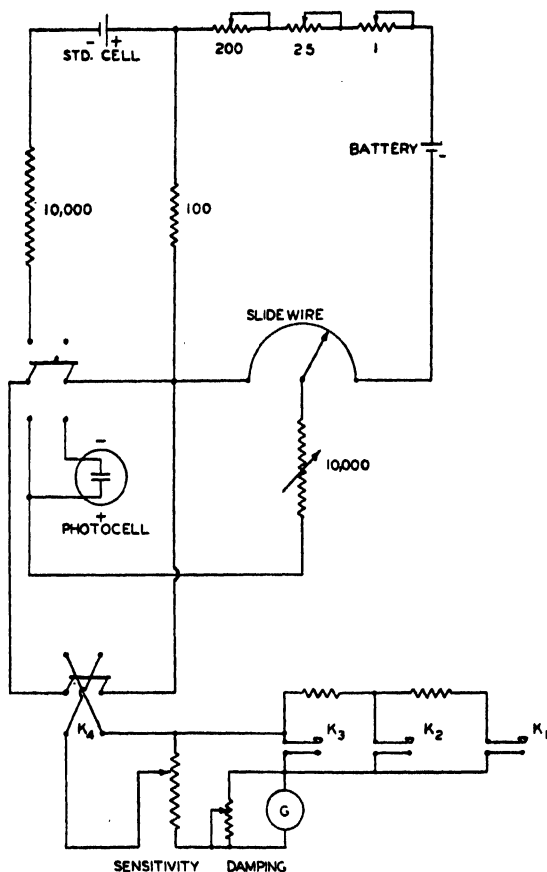 - +
STD. CELL
200
25
1
BATTERY
-
10,000
100
SLIDEWIRE
-
10,000
+
PHOTOCELL
K4
K3
K2
K1
G
SENSITIVITY
DAMPING